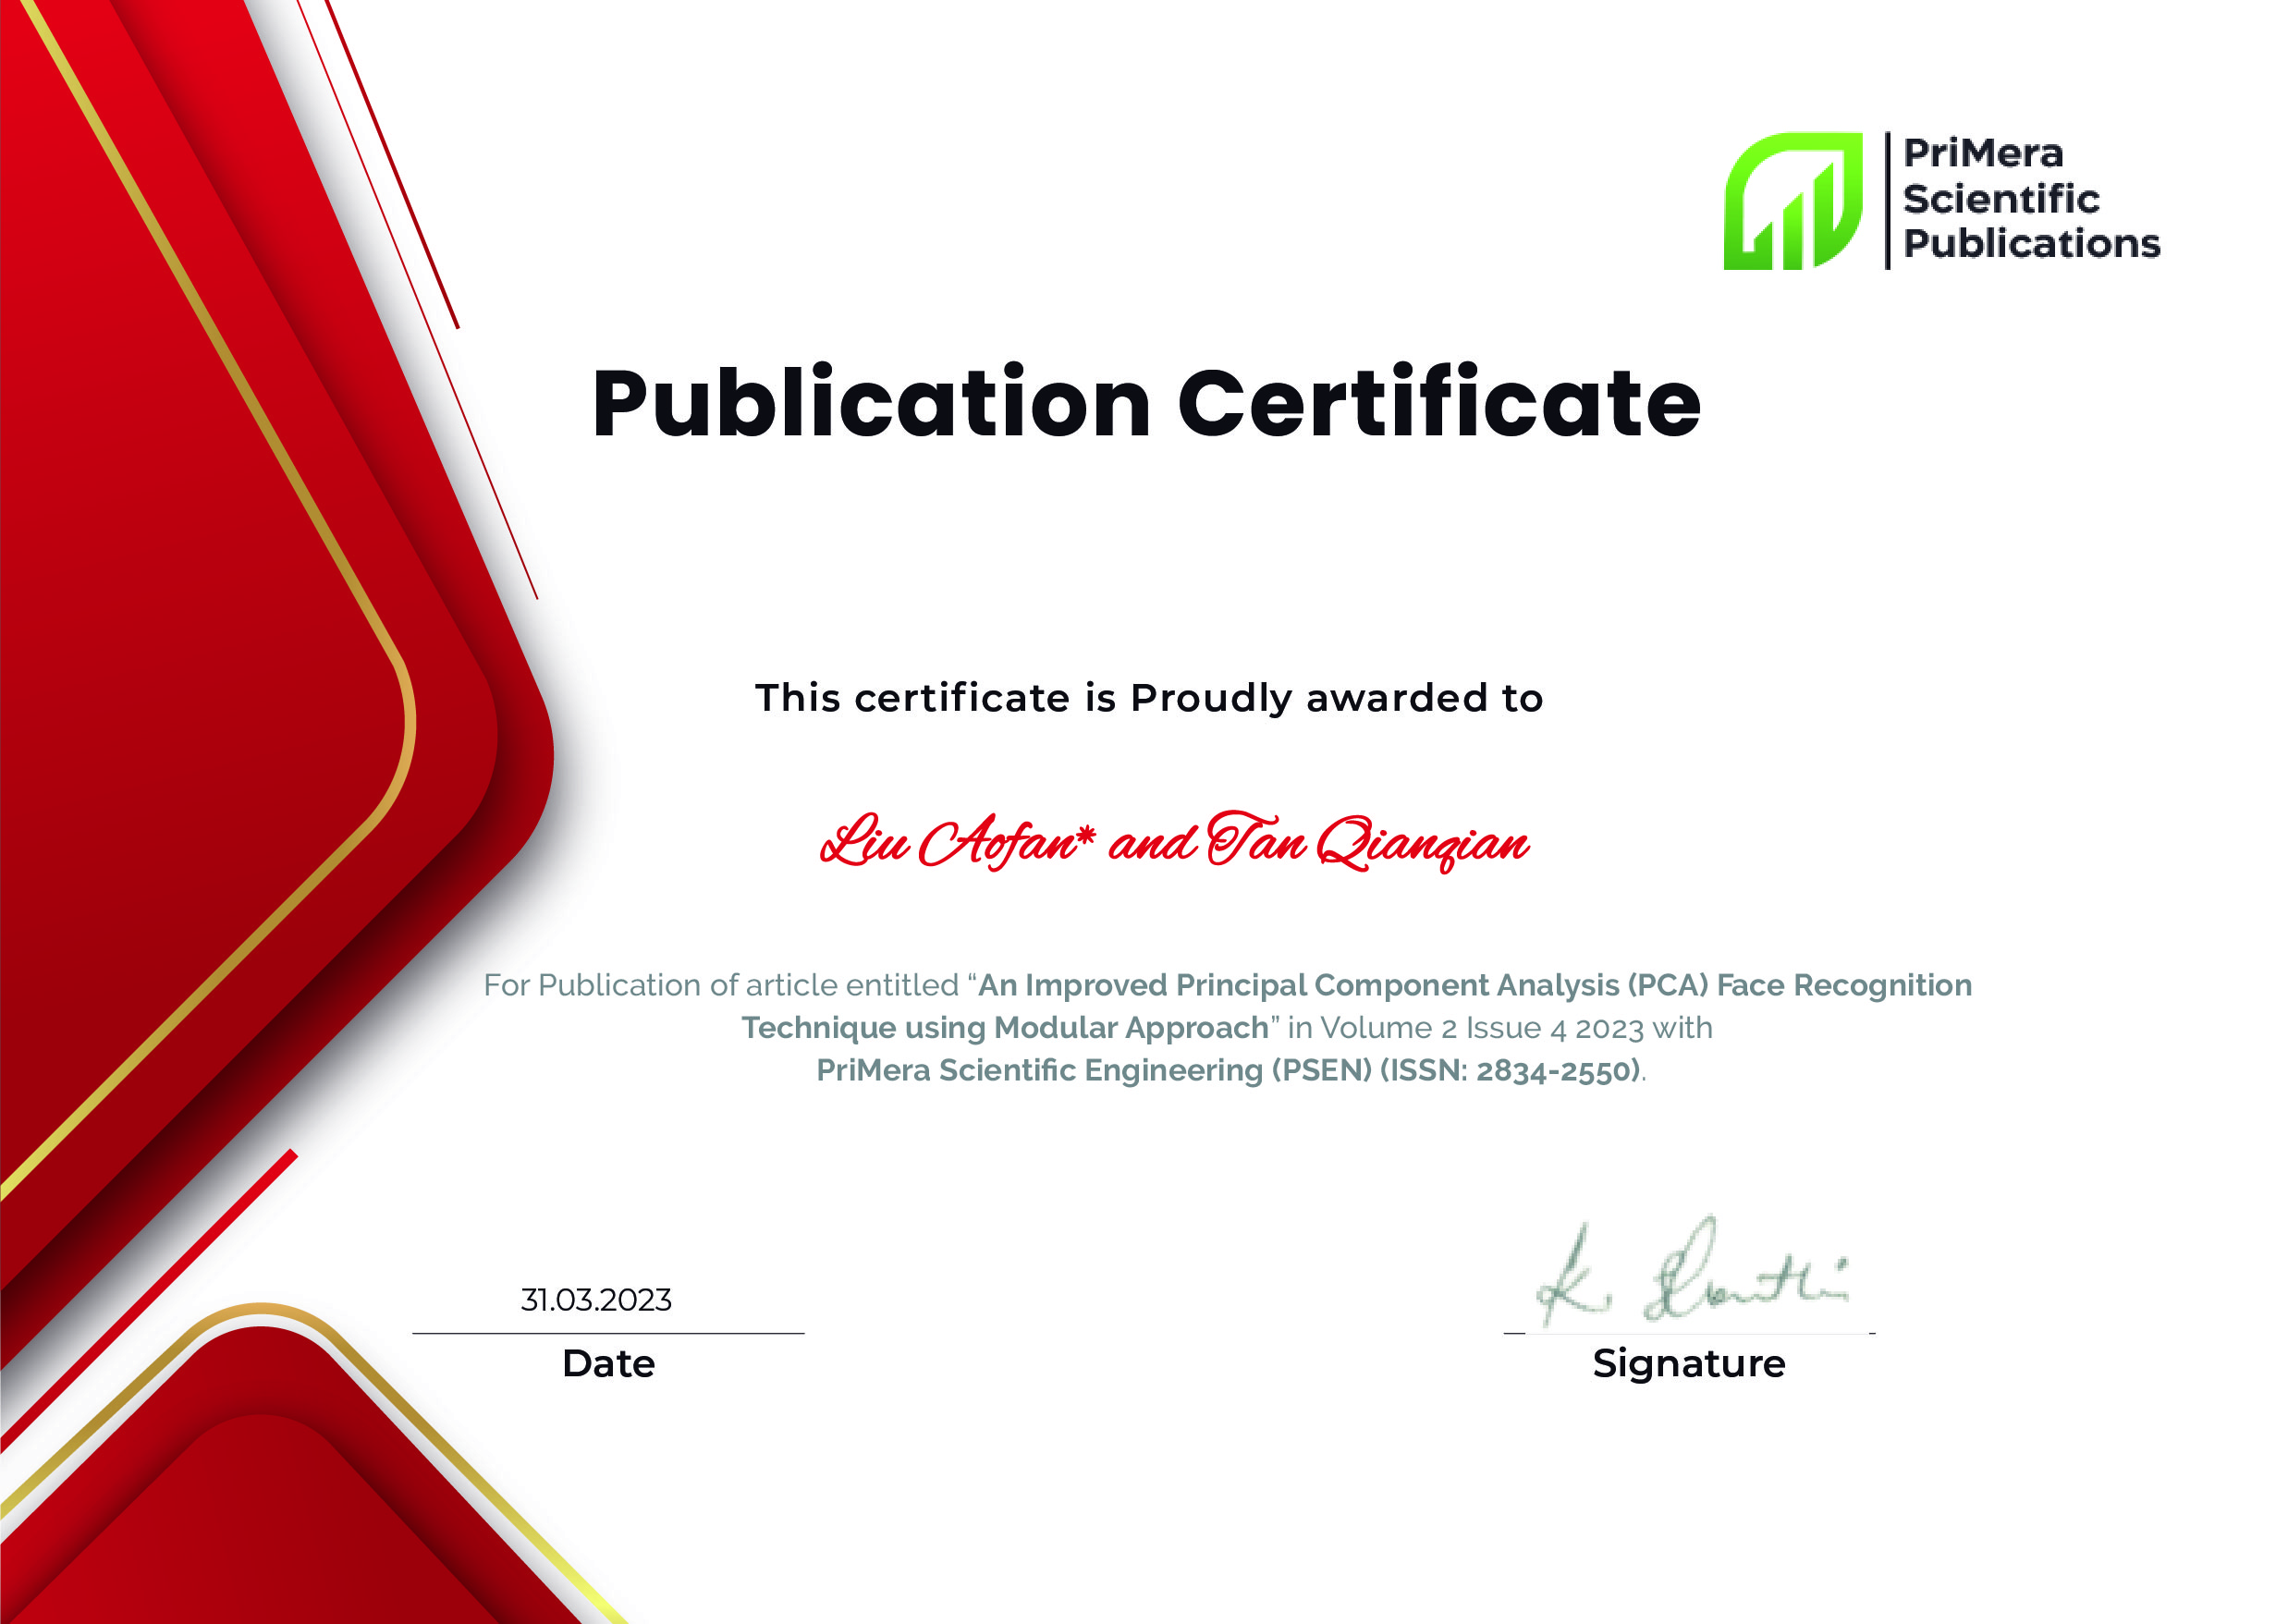 PriMera
Scientific
Publications
Publication Certificate
This certificate is Proudly awarded to
Liu Aofan* and Tan Qianqian
For Publication of article entitled “An Improved Principal Component Analysis (PCA) Face Recognition
Technique using Modular Approach” in Volume 2 Issue 4 2023 with
PriMera Scientific Engineering (PSEN) (ISSN: 2834-2550).
31.03.2023
Date
Signature